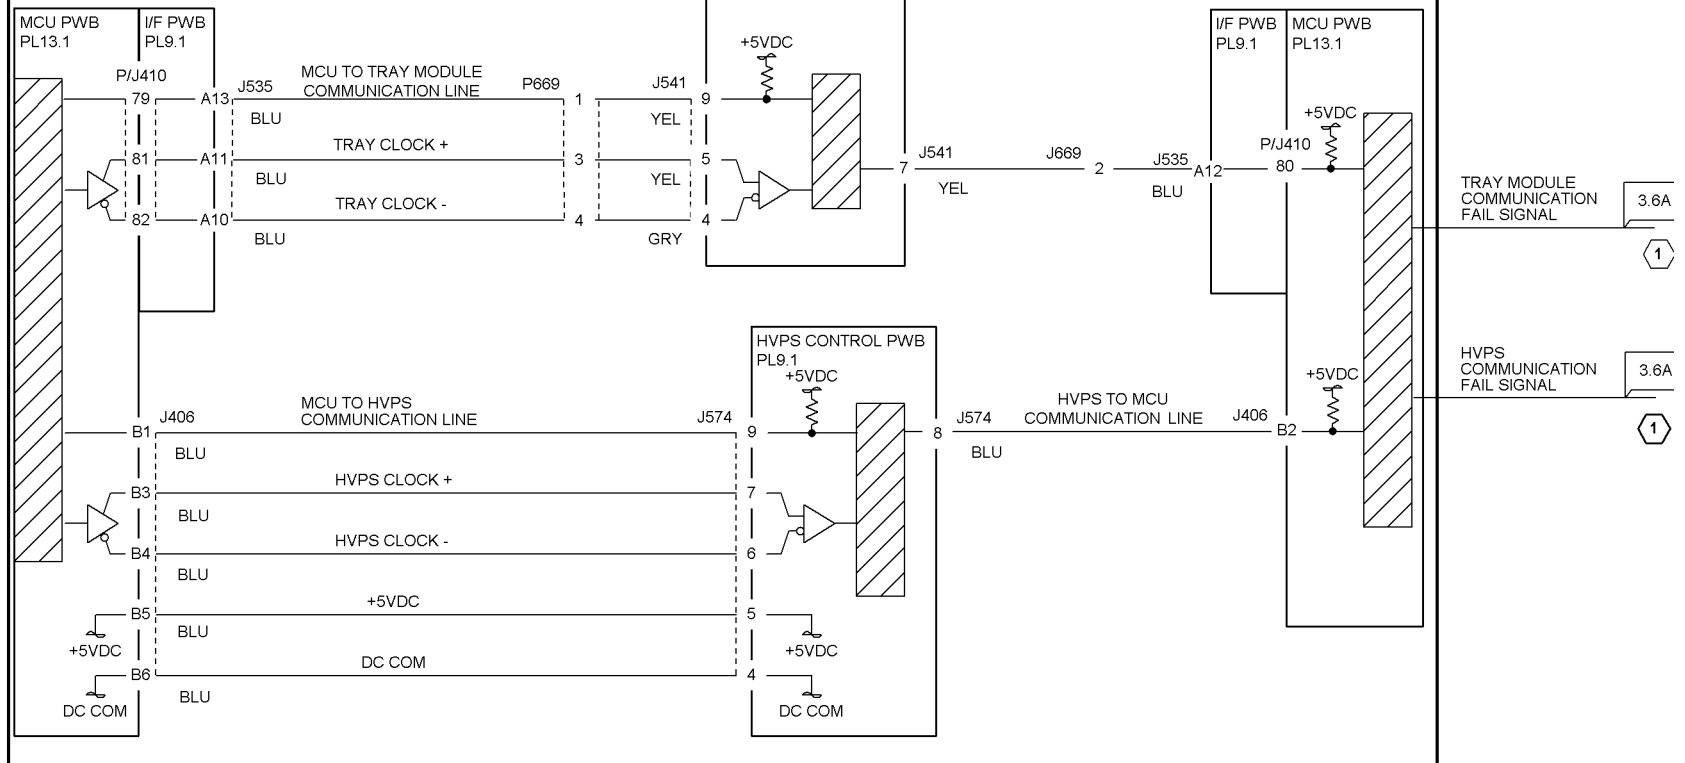 MCU PWB
PL13.1
I/F PWB
PL9.1
P/J410
79
A13
J535
MCU TO TRAY MODULE
COMMUNICATION LINE
BLU
P669
1
J541
YEL
9
+5VDC
81
A11
BLU
TRAY CLOCK +
3
YEL
5
82
A10
BLU
TRAY CLOCK -
4
GRY
4
7
J541
YEL
J669
2
J535
BLU
A12
I/F PWB
PL9.1
MCU PWB
PL13.1
P/J410
80
+5VDC
TRAY MODULE
COMMUNICATION
FAIL SIGNAL
3.6A
1
HVPS
COMMUNICATION
FAIL SIGNAL
3.6A
1
B1
J406
BLU
MCU TO HVPS
COMMUNICATION LINE
J574
9
HVPS CONTROL PWB
PL9.1
+5VDC
8
J574
BLU
HVPS TO MCU
COMMUNICATION LINE
J406
B2
+5VDC
B3
BLU
HVPS CLOCK +
7
B4
BLU
HVPS CLOCK -
6
B5
BLU
+5VDC
5
+5VDC
+5VDC
B6
BLU
DC COM
4
DC COM
DC COM